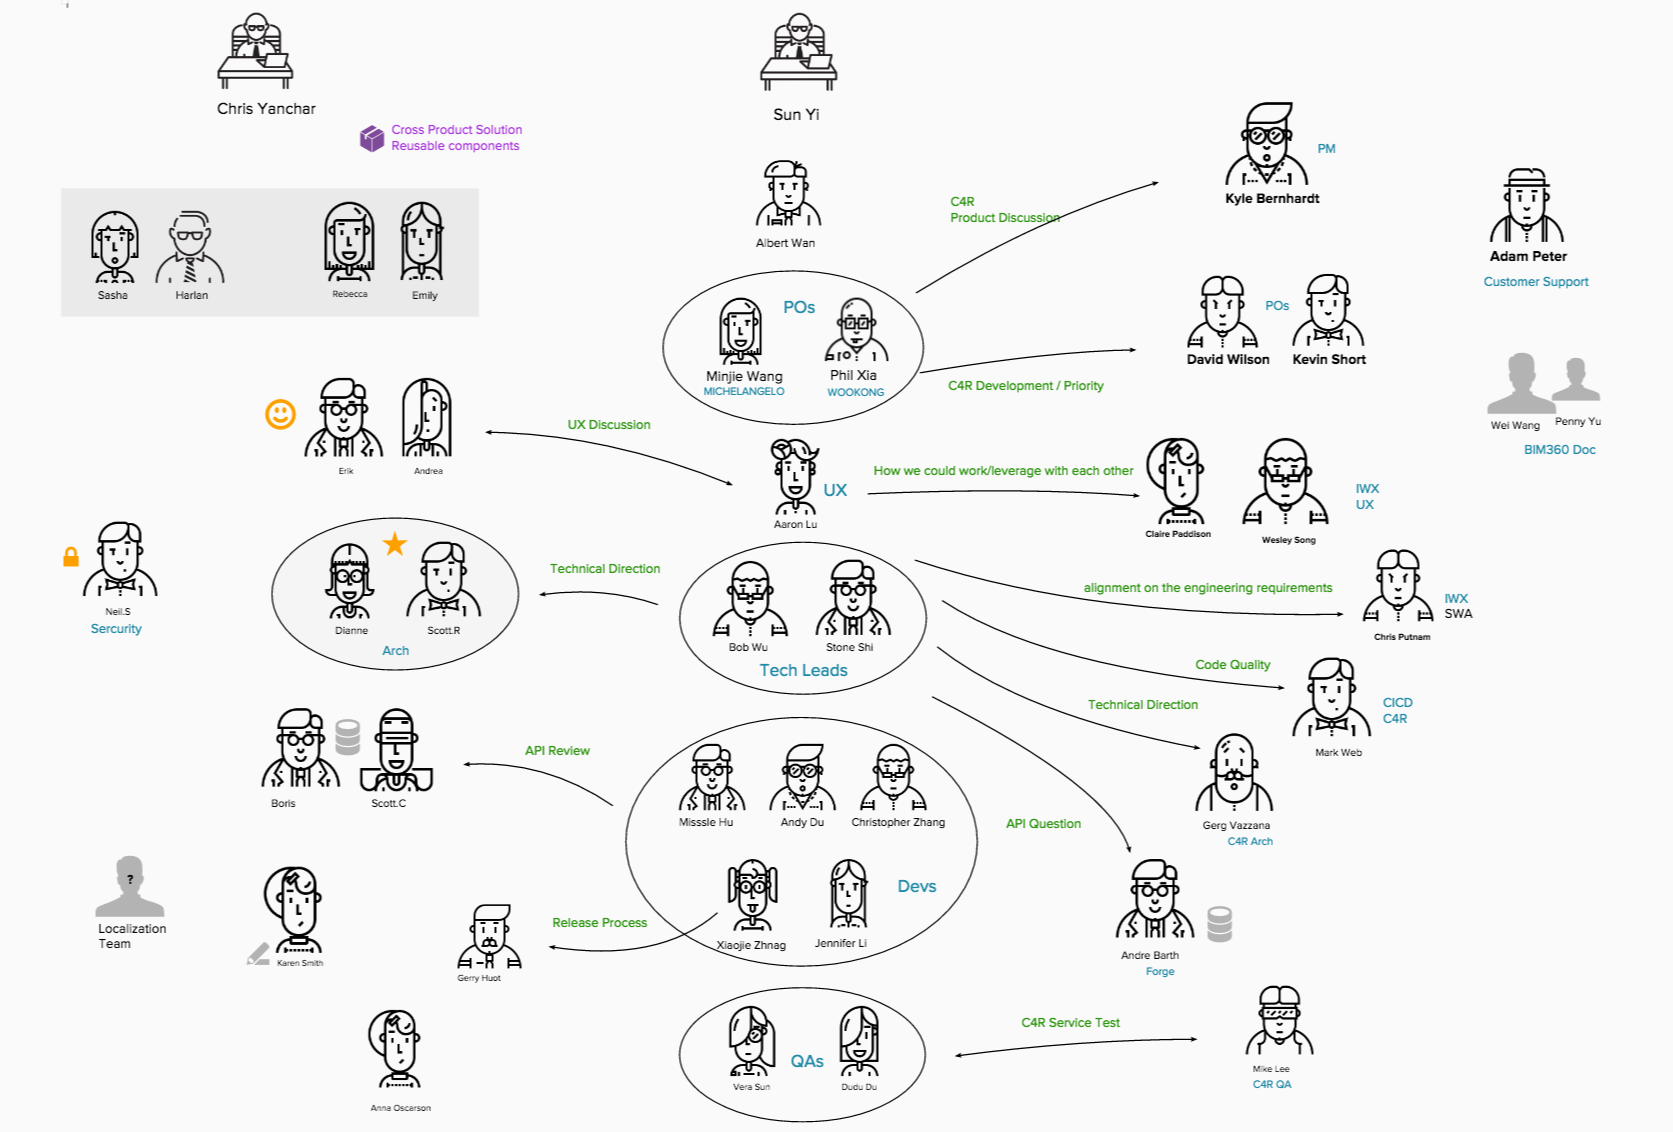 Chris Yanchar
Sun Yi
Cross Product Solution
Reusable components
PM
Kyle Bernhardt
C4R
Product Discussion
Albert Wan
Adam Peter
Customer Support
Sasha
Harlan
Rebecca
Emily
POs
Minjie Wang
MICHELANGELO
Phil Xia
WOOKONG
POs
David Wilson
Kevin Short
C4R Development / Priority
Wei Wang
Penny Yu
BIM360 Doc
Erik
Andrea
UX Discussion
UX
Aaron Lu
How we could work/leverage with each other
Claire Paddison
Wesley Song
IWX
UX
Neil.S
Sercurity
Dianne
Scott.R
Arch
Technical Direction
Bob Wu
Stone Shi
Tech Leads
alignment on the engineering requirements
IWX
SWA
Chris Putnam
Code Quality
CICD
C4R
Mark Web
Technical Direction
Gerg Vazzana
C4R Arch
Boris
Scott.C
API Review
Misssle Hu
Andy Du
Christopher Zhang
API Question
Devs
Xiaojie Zhnag
Jennifer Li
Andre Barth
Forge
?
Localization
Team
Karen Smith
Release Process
Gerry Huot
Anna Oscarson
QAs
Vera Sun
Dudu Du
C4R Service Test
Mike Lee
C4R QA